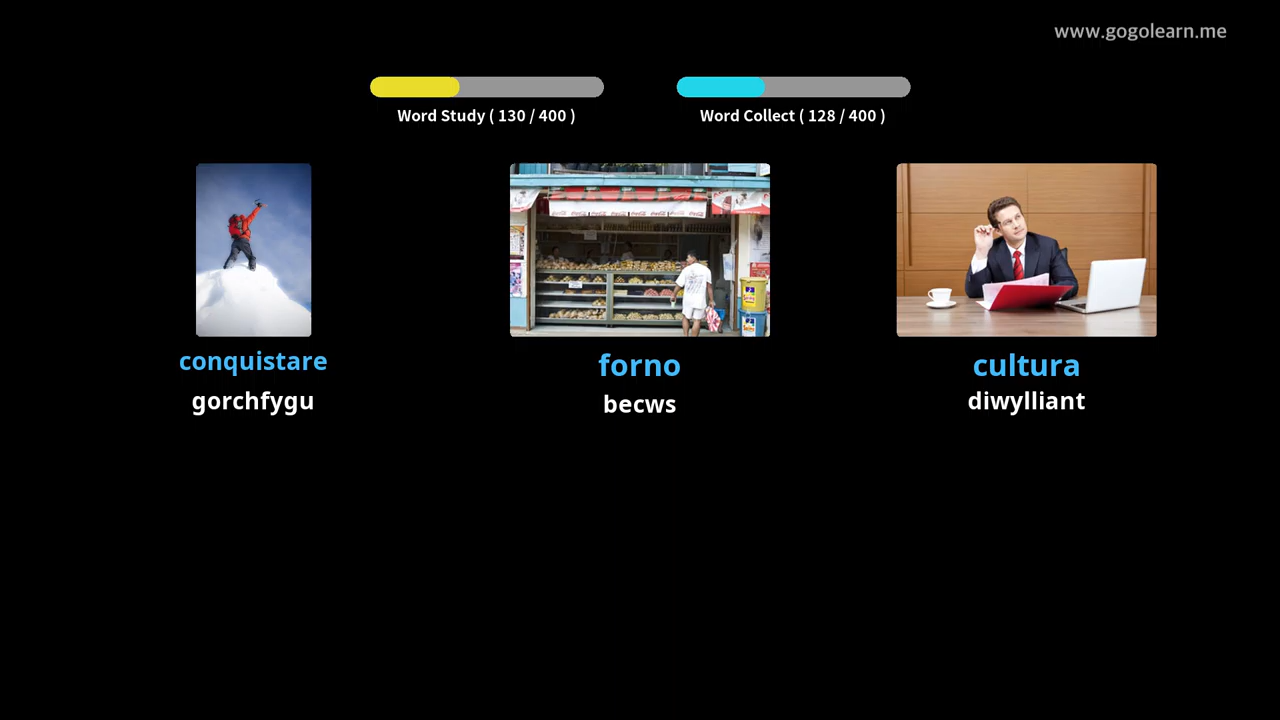 www.gogolearn.me
Word Study ( 130 / 400 )
Word Collect ( 128 / 400 )
conquistare
forno
cultura
gorchfygu
becws
diwylliant